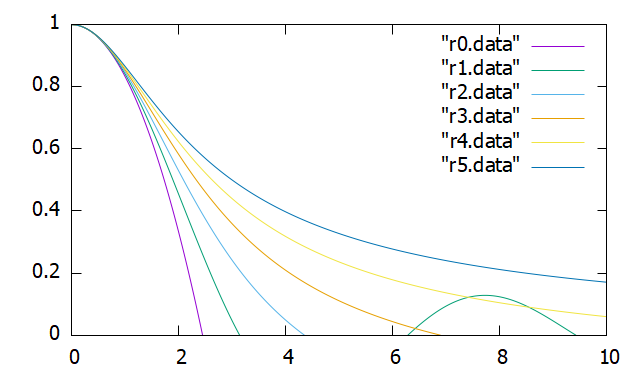 1
"r0.data"
"r1.data"
0.8
"r2.data"
"r3.data"
0.6
"r4.data"
"r5.data"
0.4
0.2
0
0 2 4 6 8 10